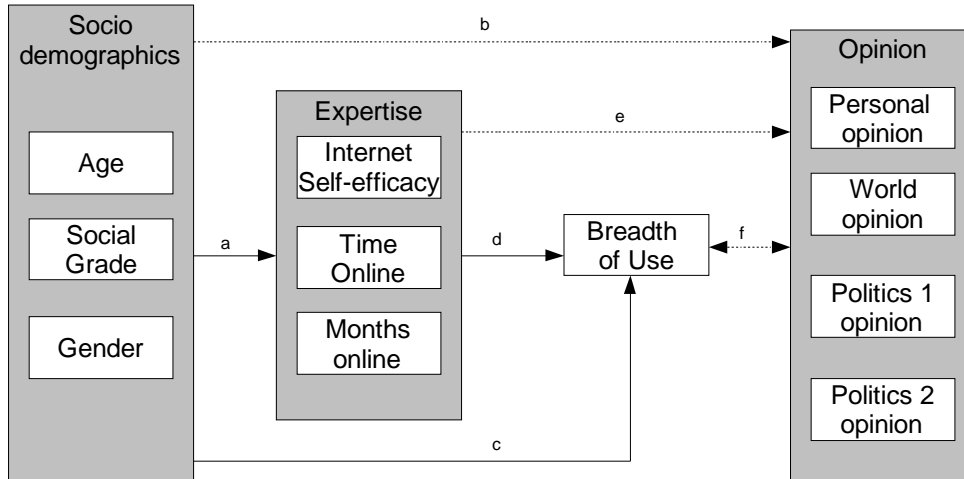 Socio
demographics
Age
Social
Grade
Gender
a
b
c
Expertise
Internet
Self-efficacy
Time
Online
Months
online
d
e
Breadth
of Use
f
Opinion
Personal
opinion
World
opinion
Politics 1
opinion
Politics 2
opinion